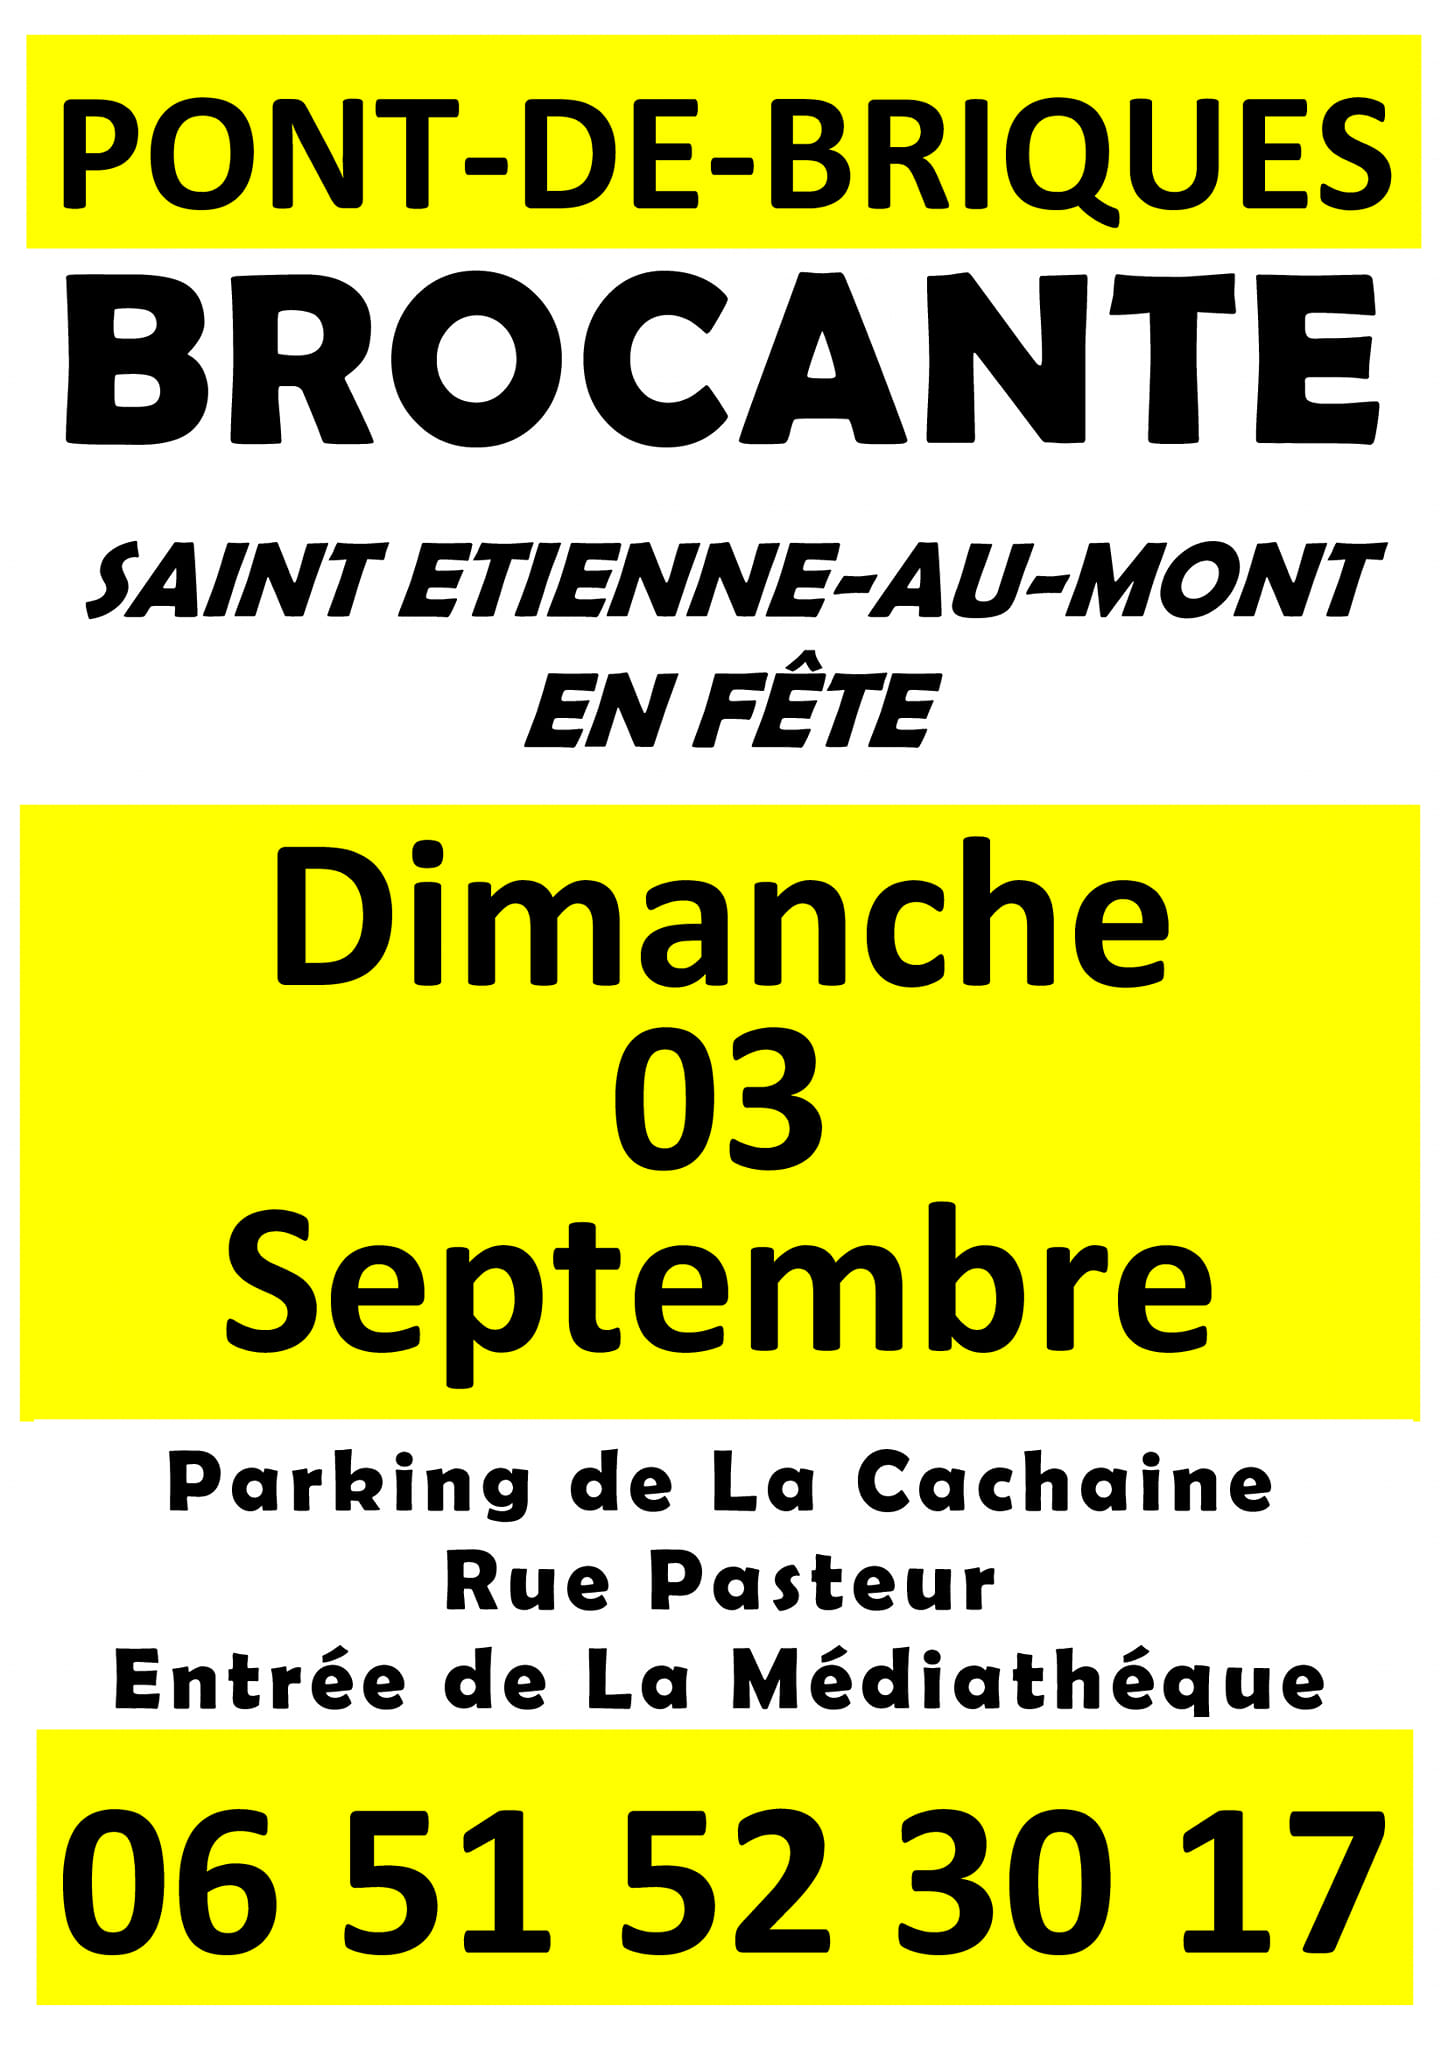 PONT-DE-BRIQUES
BROCANTE
SAINT ETIENNE-AU-MONT
EN FÊTE
Dimanche
03
Septembre
Parking de La Cachaine
Rue Pasteur
Entrée de La Médiathéque
06 51 52 30 17